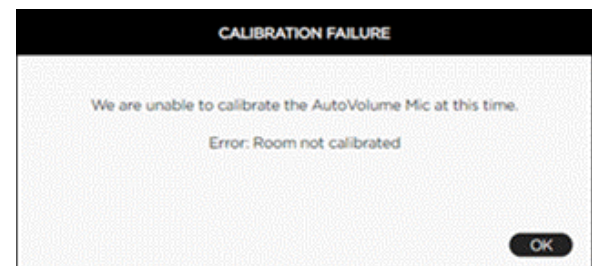 CALIBRATION FAILURE
We are unable to calibrate the AutoVolume Mic at this time.
Error: Room not calibrated
OK